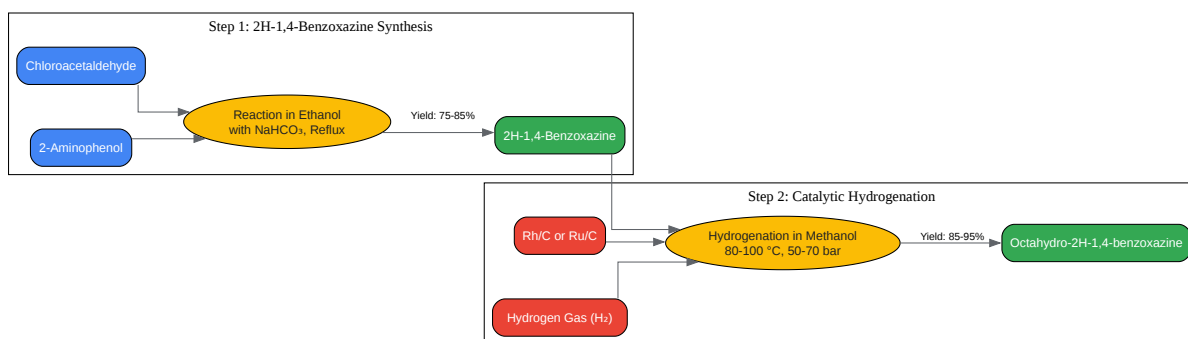 Step 1: 2H-1,4-Benzoxazine Synthesis
Chloroacetaldehyde
2-Aminophenol
Reaction in Ethanol
with NaHCO₃, Reflux
Yield: 75-85%
2H-1,4-Benzoxazine
Step 2: Catalytic Hydrogenation
Rh/C or Ru/C
Hydrogen Gas (H₂)
Hydrogenation in Methanol
80-100 °C, 50-70 bar
Yield: 85-95%
Octahydro-2H-1,4-benzoxazine